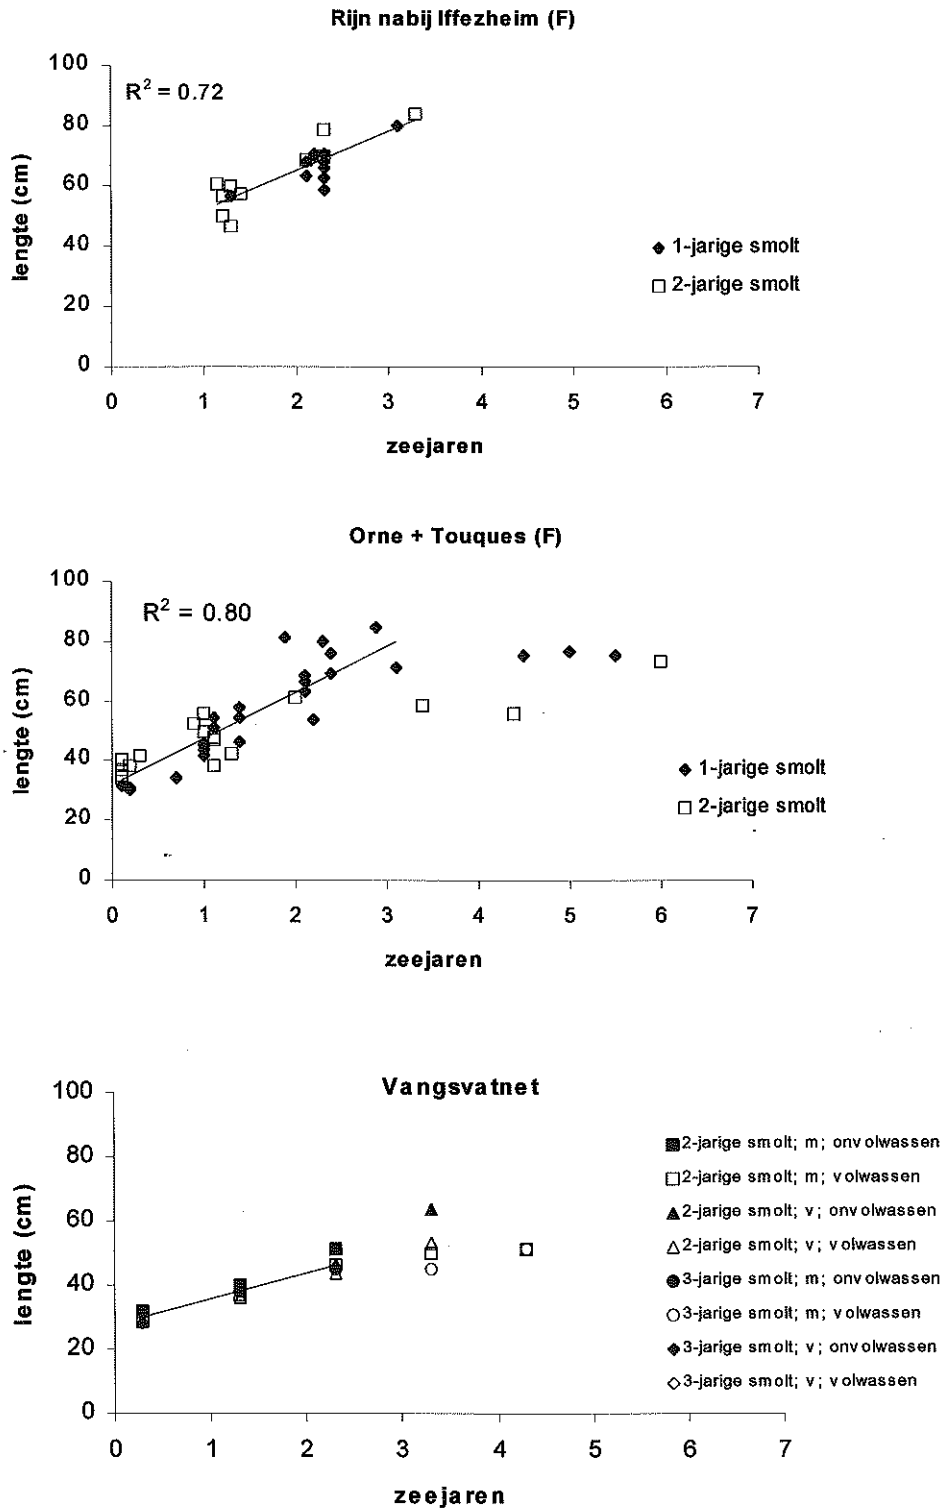 Rijn nabij Iffezheim (F)
R² = 0.72
lengte (cm)
100
80
60
40
20
0
0 1 2 3 4 5 6 7
zeejaren
1-jarige smolt
2-jarige smolt
Orne + Touques (F)
R² = 0.80
lengte (cm)
100
80
60
40
20
0
0 1 2 3 4 5 6 7
zeejaren
1-jarige smolt
2-jarige smolt
Vangsvatnet
lengte (cm)
100
80
60
40
20
0
0 1 2 3 4 5 6 7
zeejaren
2-jarige smolt; m; onvolwassen
2-jarige smolt; m; volwassen
2-jarige smolt; v; onvolwassen
2-jarige smolt; v; volwassen
3-jarige smolt; m; onvolwassen
3-jarige smolt; m; volwassen
3-jarige smolt; v; onvolwassen
3-jarige smolt; v; volwassen